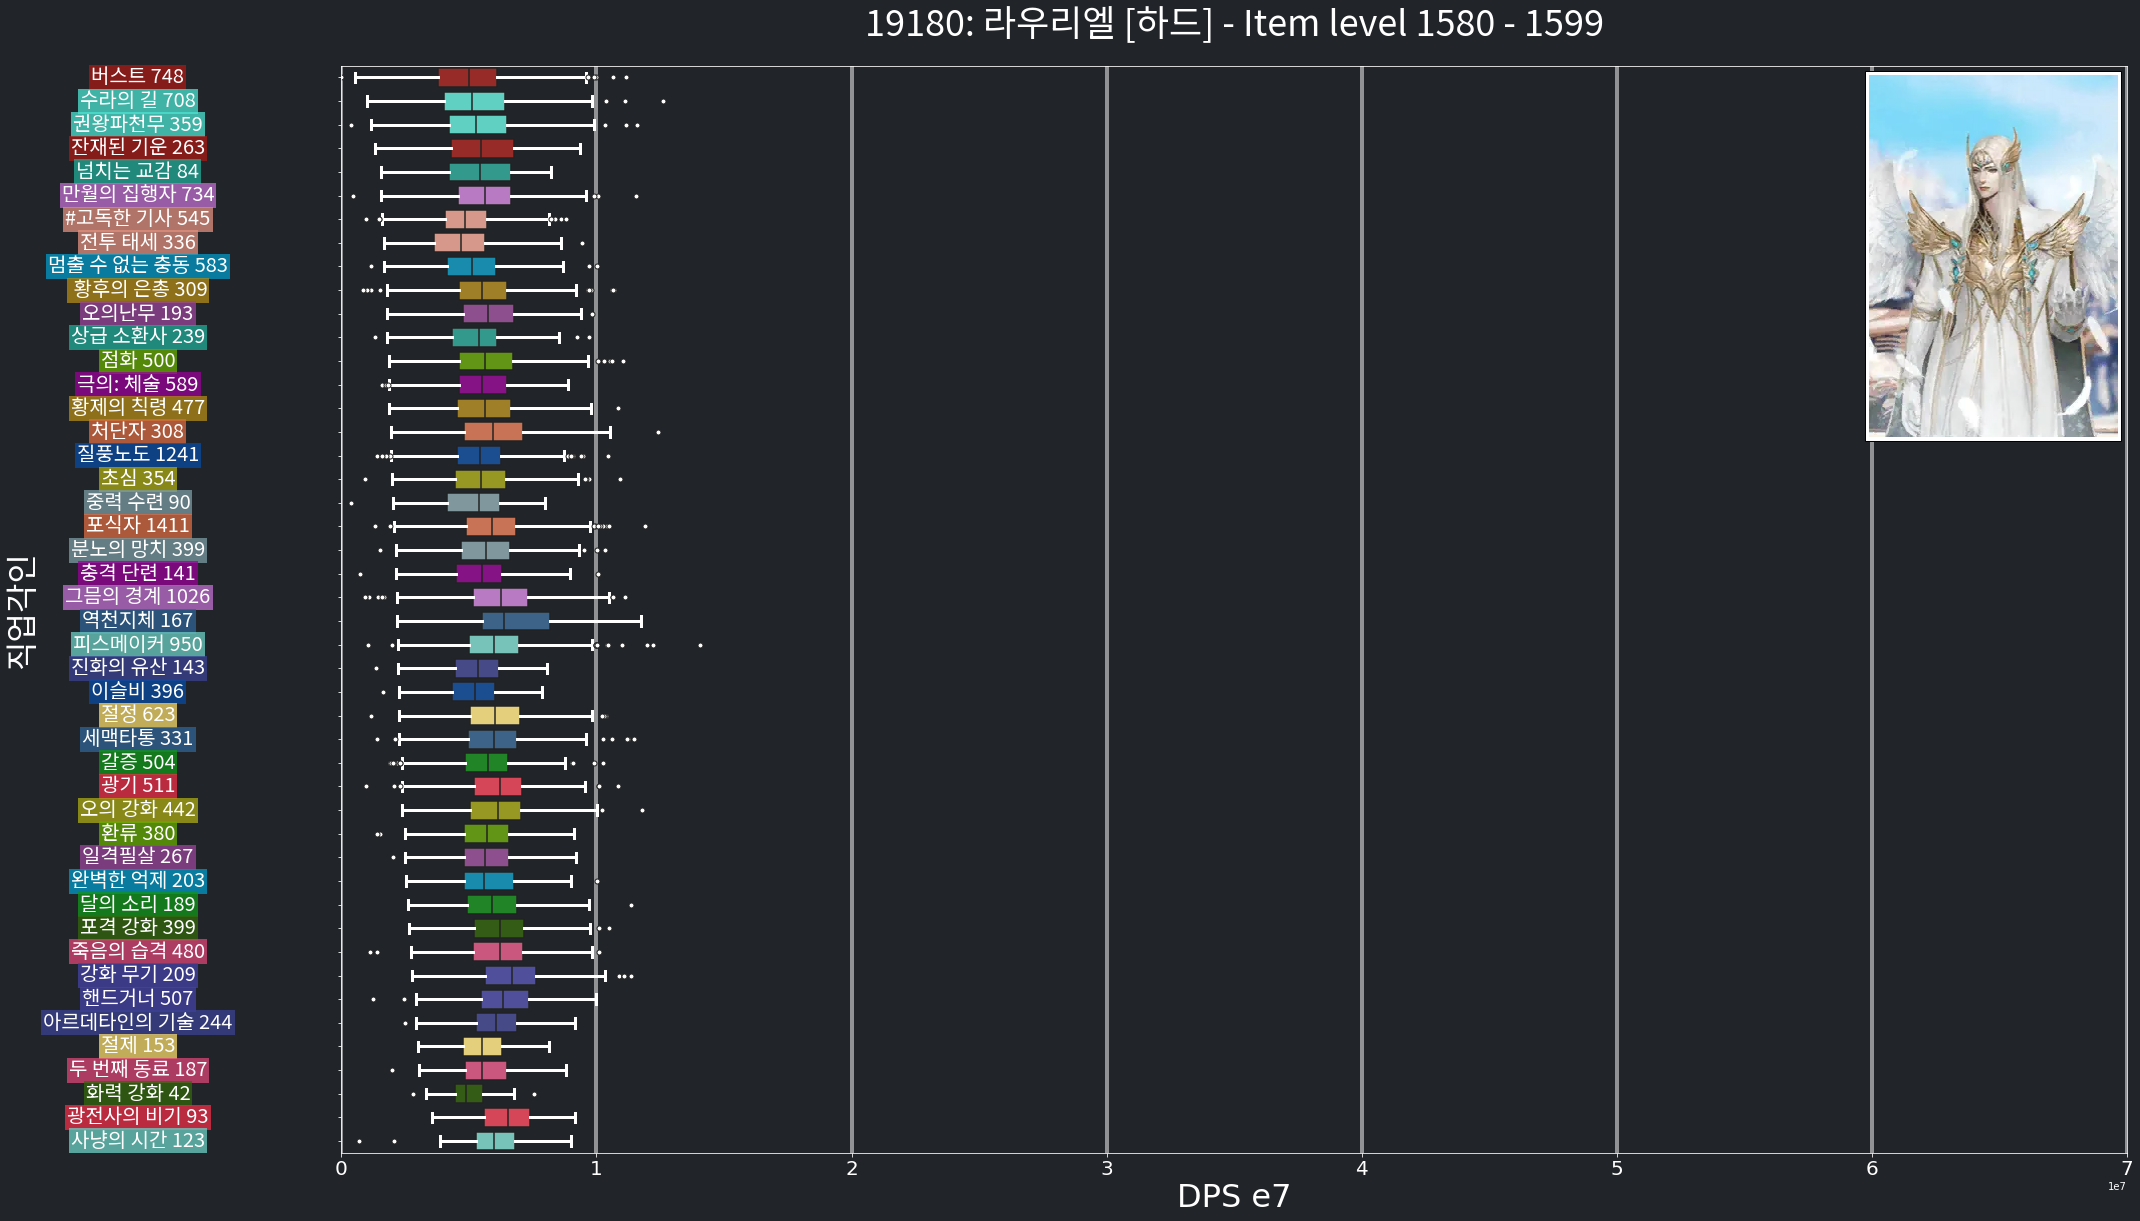 19180: 라우리엘 [하드] - Item level 1580 - 1599
버스트 748
수라의 길 708
권왕파천무 359
잔재된 기운 263
넘치는 교감 84
만월의 집행자 734
#고독한 기사 545
전투 태세 336
멈출 수 없는 충동 583
황후의 은총 309
오의난무 193
상급 소환사 239
점화 500
극의: 체술 589
황제의 칙령 477
처단자 308
질풍노도 1241
초심 354
중력 수련 90
포식자 1411
분노의 망치 399
충격 단련 141
그믐의 경계 1026
역천지체 167
피스메이커 950
진화의 유산 143
이슬비 396
절정 623
세맥타통 331
갈증 504
광기 511
오의 강화 442
환류 380
일격필살 267
완벽한 억제 203
달의 소리 189
포격 강화 399
죽음의 습격 480
강화 무기 209
핸드거너 507
아르데타인의 기술 244
절제 153
두 번째 동료 187
화력 강화 42
광전사의 비기 93
사냥의 시간 123
직업각인
0 1 2 3 4 5 6 7
1e7
DPS e7